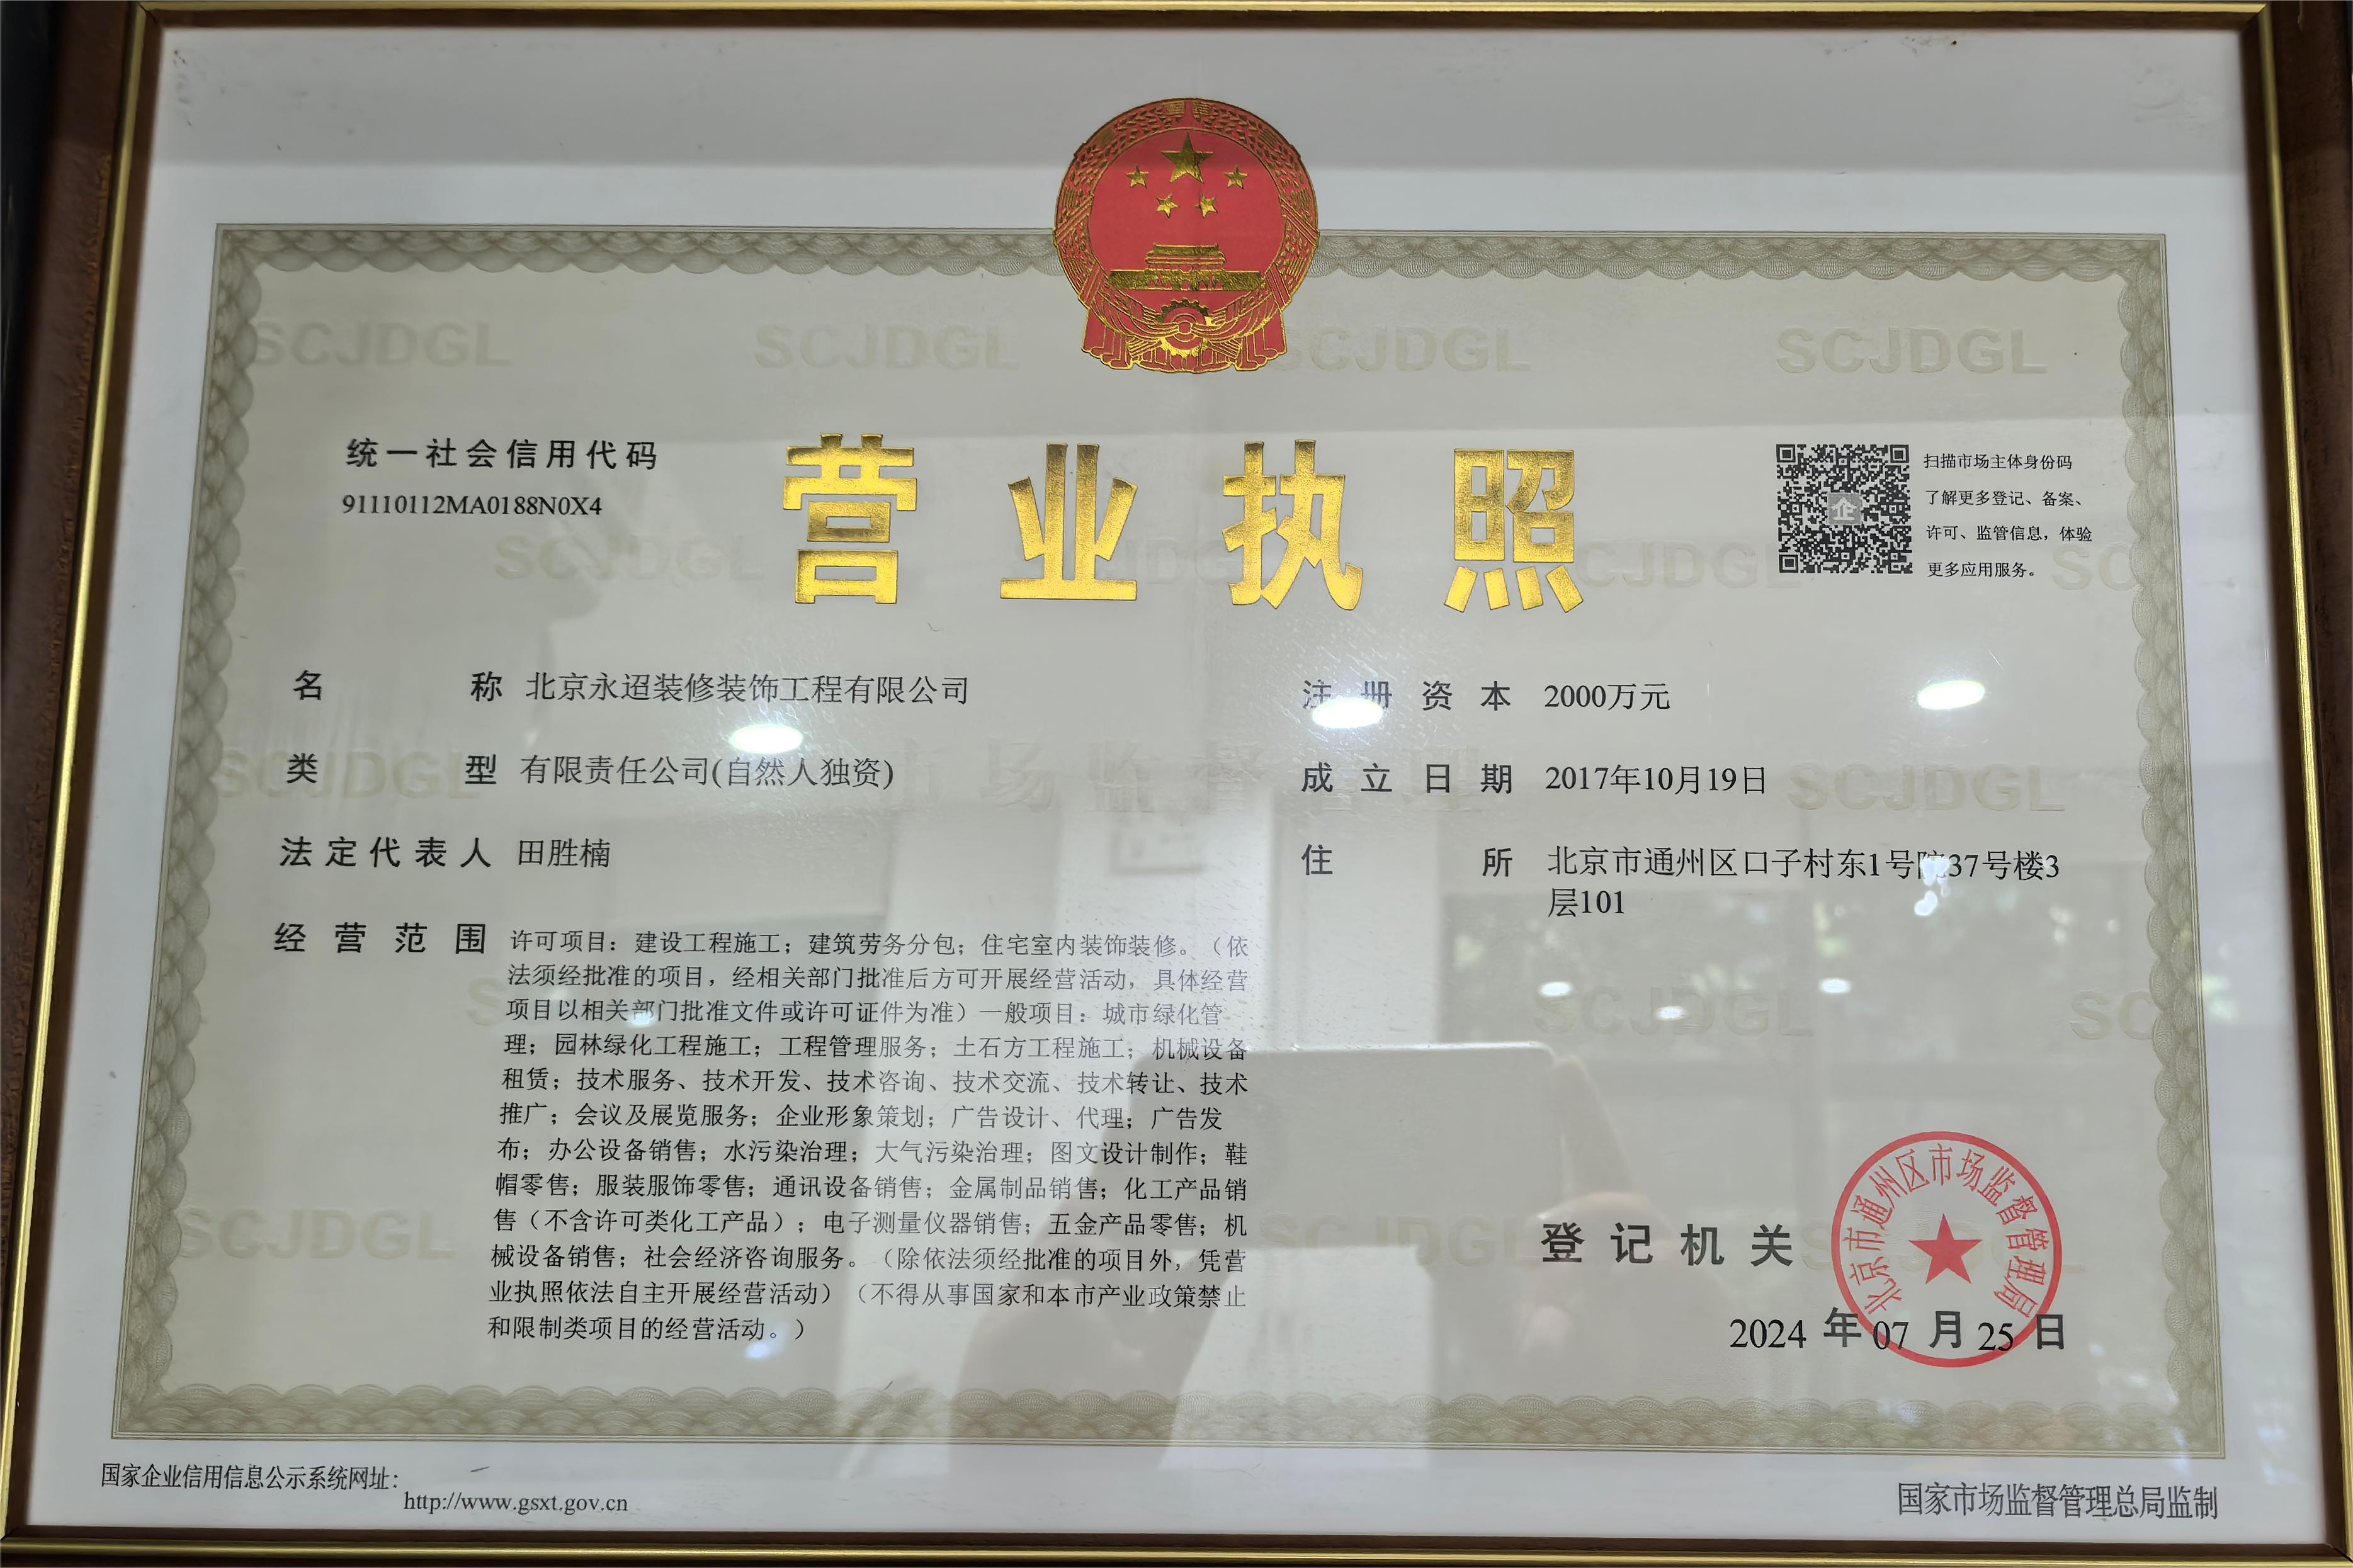 统一社会信用代码
91110112MA0188N0X4
营业执照
扫描市场主体身份码
了解更多登记、备案、
许可、监管信息，体验
更多应用服务。
名称 北京永迢装修装饰工程有限公司
类型 有限责任公司(自然人独资)
法定代表人 田胜楠
经营范围 许可项目：建设工程施工；建筑劳务分包；住宅室内装饰装修。（依
法须经批准的项目，经相关部门批准后方可开展经营活动，具体经营
项目以相关部门批准文件或许可证件为准）一般项目：城市绿化管
理；园林绿化工程施工；工程管理服务；土石方工程施工；机械设备
租赁；技术服务、技术开发、技术咨询、技术交流、技术转让、技术
推广；会议及展览服务；企业形象策划；广告设计、代理；广告发
布；办公设备销售；水污染治理；大气污染治理；图文设计制作；鞋
帽零售；服装服饰零售；通讯设备销售；金属制品销售；化工产品销
售（不含许可类化工产品）；电子测量仪器销售；五金产品零售；机
械设备销售；社会经济咨询服务。（除依法须经批准的项目外，凭营
业执照依法自主开展经营活动）（不得从事国家和本市产业政策禁止
和限制类项目的经营活动。）
注册资本 2000万元
成立日期 2017年10月19日
住所 北京市通州区口子村东1号院37号楼3
层101
登记机关
北京市通州区市场监督管理局
2024年07月25日
国家企业信用信息公示系统网址：
http://www.gsxt.gov.cn
国家市场监督管理总局监制
SCJDGL
市场监督管理